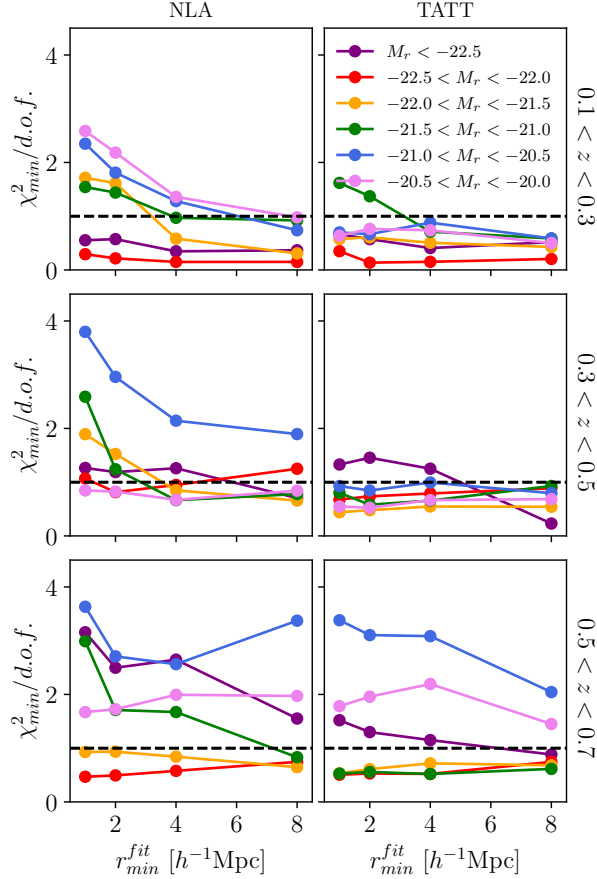 NLA TATT
4
2
0
χ²min/d.o.f.
M_r < −22.5
−22.5 < M_r < −22.0
−22.0 < M_r < −21.5
−21.5 < M_r < −21.0
−21.0 < M_r < −20.5
−20.5 < M_r < −20.0
0.1 < z < 0.3
4
2
0
χ²min/d.o.f.
0.3 < z < 0.5
4
2
0
χ²min/d.o.f.
0.5 < z < 0.7
2 4 6 8 2 4 6 8
r_min^fit [h⁻¹Mpc] r_min^fit [h⁻¹Mpc]